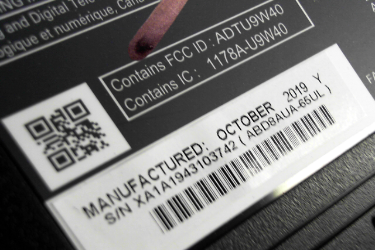 and Digital Tele
ogique et numérique, Cana
Contains FCC ID : ADTU9W40
Contains IC : 1178A-U9W40
MANUFACTURED: OCTOBER 2019 Y
S/N XA1A1943103742 ( ABD8AUA-65UL )